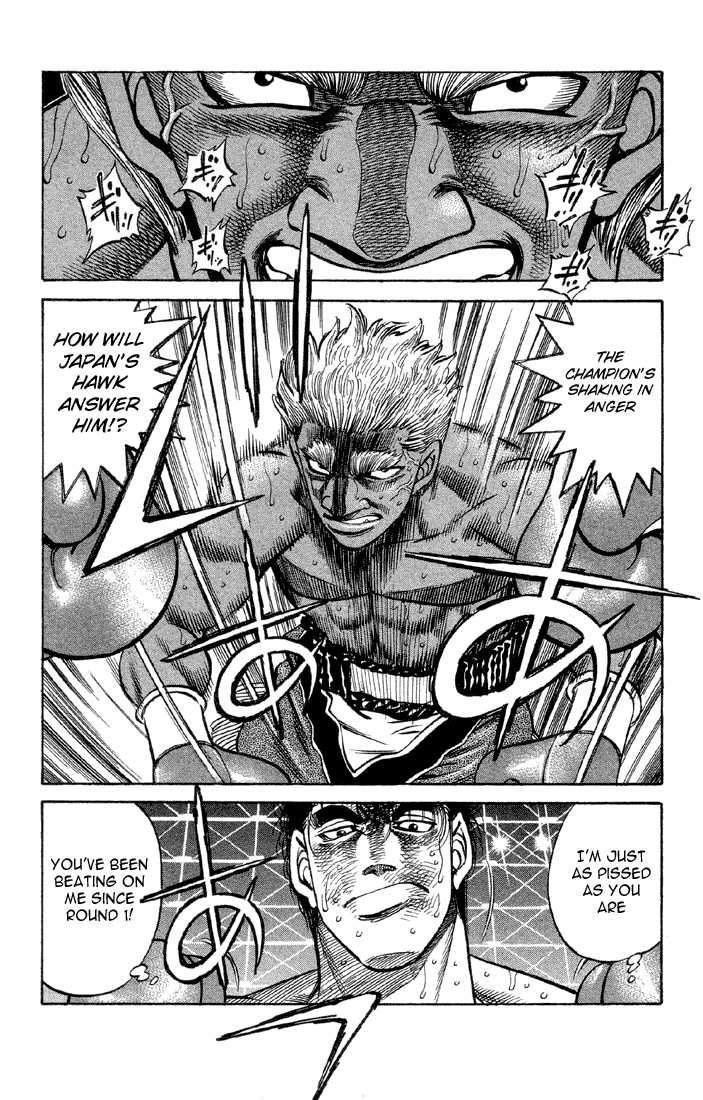 THE
CHAMPION'S
SHAKING IN
ANGER
HOW WILL
JAPAN'S
HAWK
ANSWER
HIM!?
I'M JUST
AS PISSED
AS YOU
ARE
YOU'VE BEEN
BEATING ON
ME SINCE
ROUND 1!